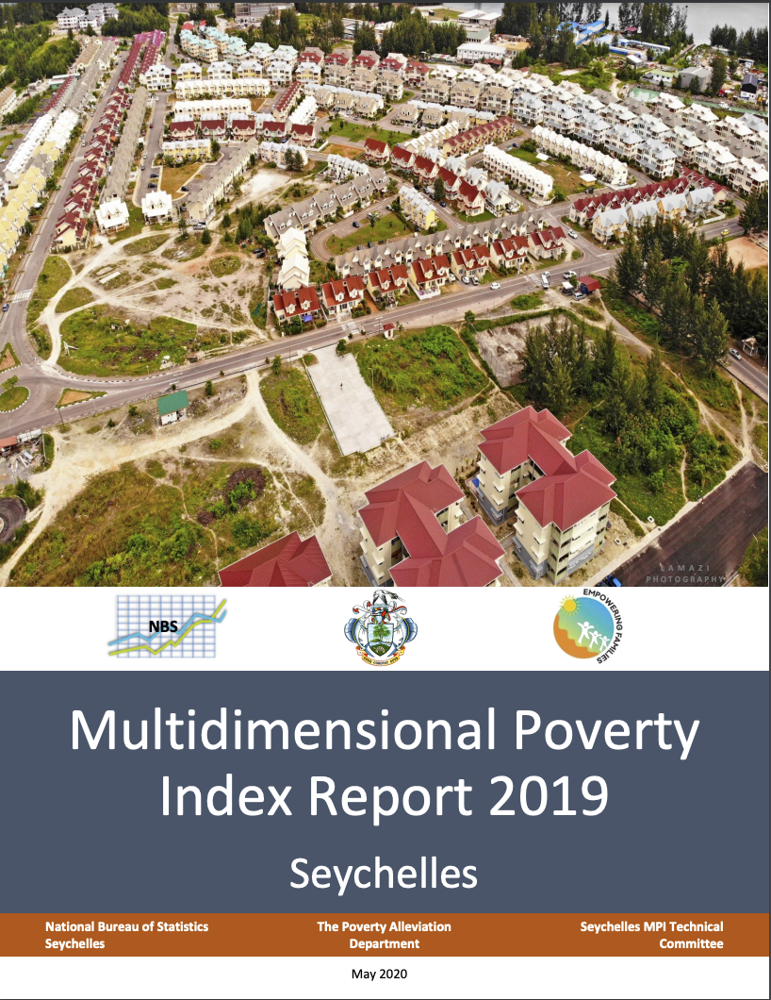 LAMAZI
PHOTOGRAPHY
NBS
EMPOWERING FAMILIES
Multidimensional Poverty
Index Report 2019
Seychelles
National Bureau of Statistics
Seychelles
The Poverty Alleviation
Department
Seychelles MPI Technical
Committee
May 2020